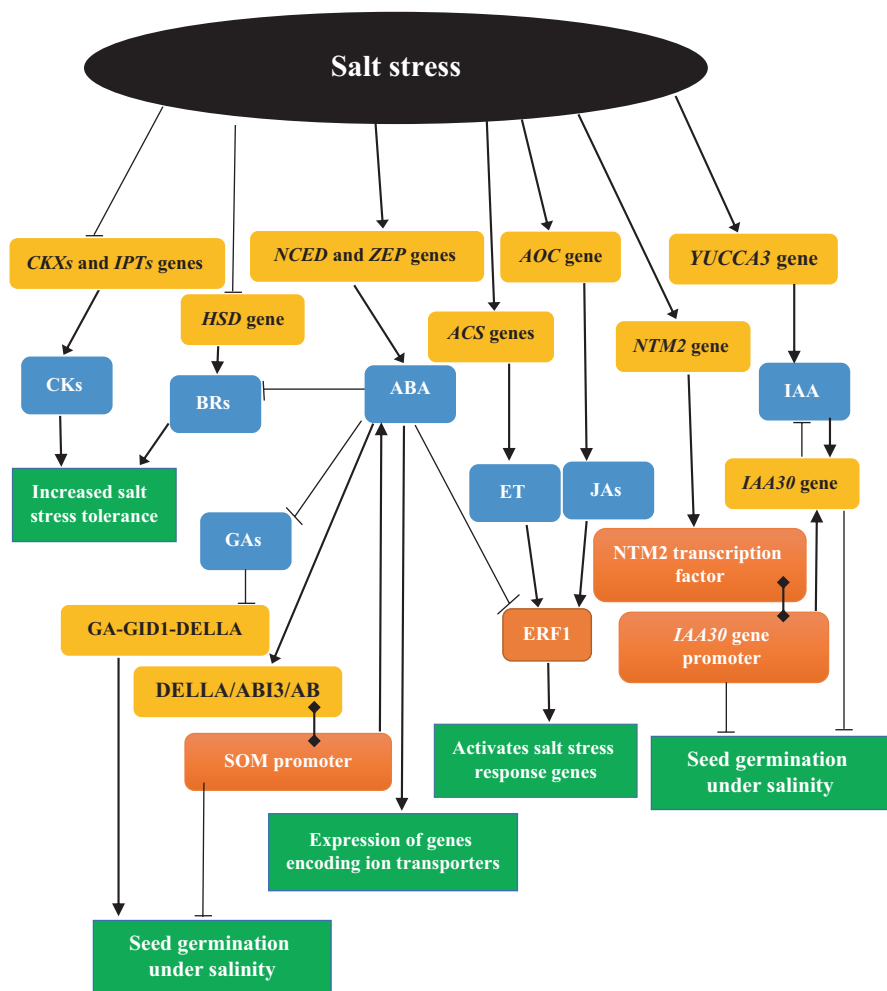 Salt stress
CKXs and IPTs genes
NCED and ZEP genes
AOC gene
YUCCA3 gene
HSD gene
ACS genes
NTM2 gene
CKs
BRs
ABA
IAA
Increased salt
stress tolerance
ET
JAs
IAA30 gene
GAs
NTM2 transcription
factor
GA-GID1-DELLA
ERF1
IAA30 gene
promoter
DELLA/ABI3/AB
SOM promoter
Activates salt stress
response genes
Seed germination
under salinity
Expression of genes
encoding ion transporters
Seed germination
under salinity